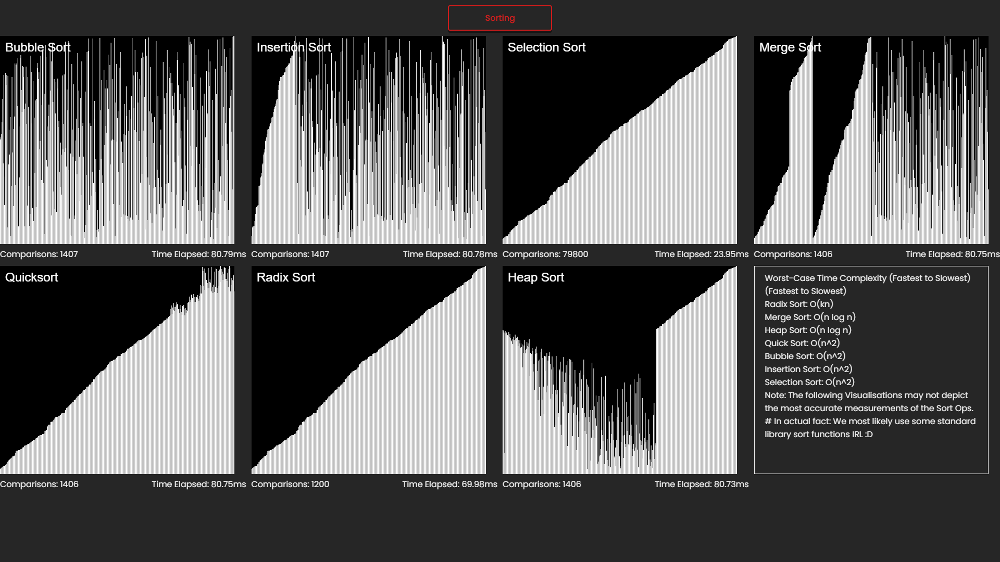 Sorting
Bubble Sort
Insertion Sort
Selection Sort
Merge Sort
Comparisons: 1407
Time Elapsed: 80.79ms
Comparisons: 1407
Time Elapsed: 80.78ms
Comparisons: 79800
Time Elapsed: 23.95ms
Comparisons: 1406
Time Elapsed: 80.75ms
Quicksort
Radix Sort
Heap Sort
Comparisons: 1406
Time Elapsed: 80.75ms
Comparisons: 1200
Time Elapsed: 69.98ms
Comparisons: 1406
Time Elapsed: 80.73ms
Worst-Case Time Complexity (Fastest to Slowest)
(Fastest to Slowest)
Radix Sort: O(kn)
Merge Sort: O(n log n)
Heap Sort: O(n log n)
Quick Sort: O(n^2)
Bubble Sort: O(n^2)
Insertion Sort: O(n^2)
Selection Sort: O(n^2)
Note: The following Visualisations may not depict
the most accurate measurements of the Sort Ops.
# In actual fact: We most likely use some standard
library sort functions IRL :D